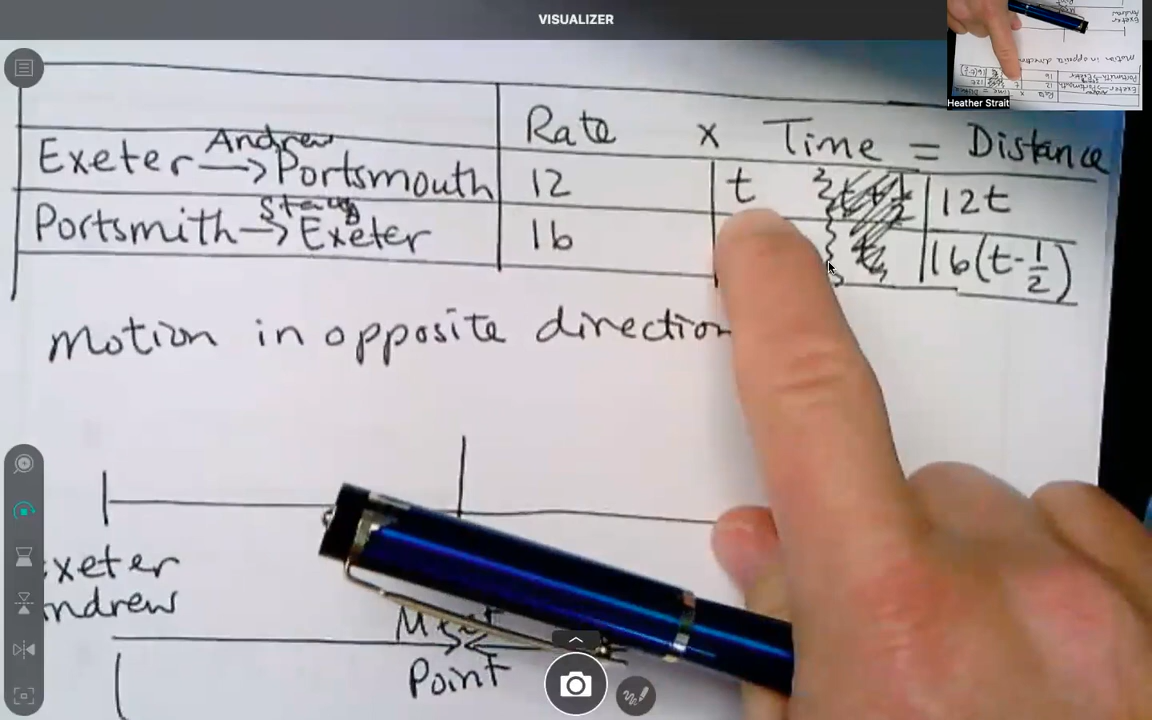 VISUALIZER
Heather Strait
Rate x Time = Distance
Andrew
Exeter → Portsmouth 12 t 12t
Portsmith → Exeter 16 16(t-1/2)
motion in opposite direction
xeter
ndrew
Point